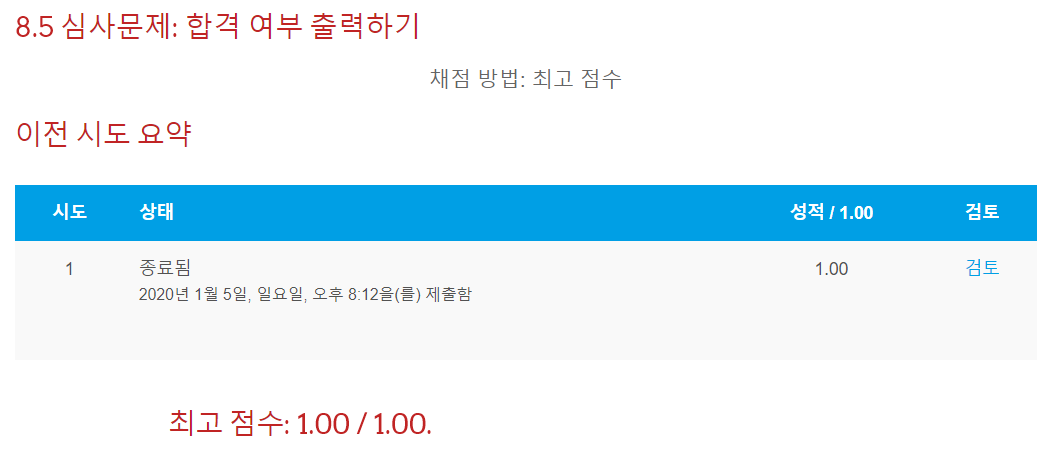 8.5 심사문제: 합격 여부 출력하기
채점 방법: 최고 점수
이전 시도 요약
시도 상태 성적 / 1.00 검토
1 종료됨 1.00 검토
2020년 1월 5일, 일요일, 오후 8:12을(를) 제출함
최고 점수: 1.00 / 1.00.